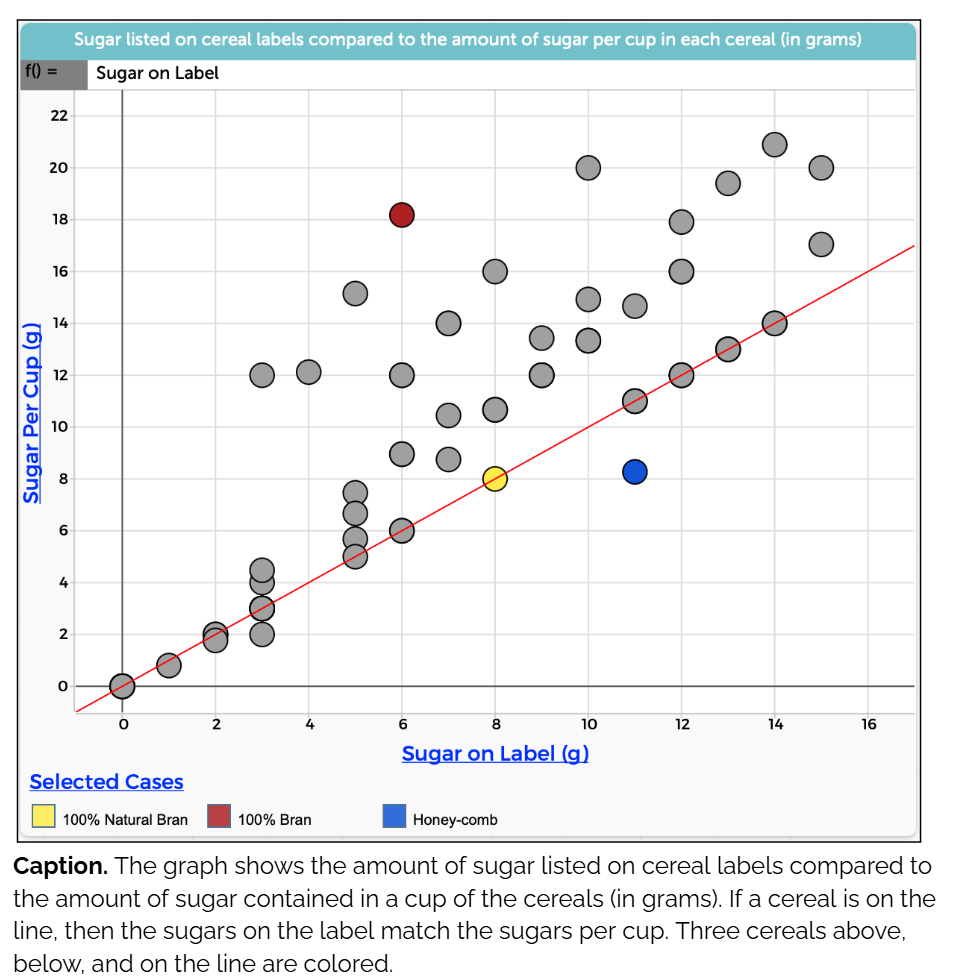 Sugar listed on cereal labels compared to the amount of sugar per cup in each cereal (in grams)
f() = Sugar on Label
22
20
18
16
14
12
10
8
6
4
2
0
Sugar Per Cup (g)
0 2 4 6 8 10 12 14 16
Sugar on Label (g)
Selected Cases
100% Natural Bran 100% Bran Honey-comb
Caption. The graph shows the amount of sugar listed on cereal labels compared to
the amount of sugar contained in a cup of the cereals (in grams). If a cereal is on the
line, then the sugars on the label match the sugars per cup. Three cereals above,
below, and on the line are colored.